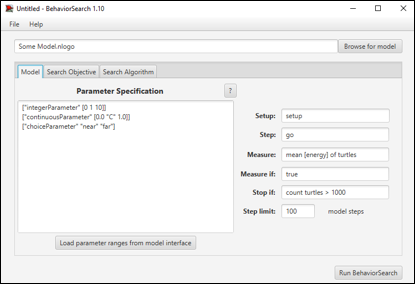 Untitled - BehaviorSearch 1.10
File Help
Some Model.nlogo Browse for model
Model Search Objective Search Algorithm
Parameter Specification ?
["integerParameter" [0 1 10]]
["continuousParameter" [0.0 "C" 1.0]]
["choiceParameter" "near" "far"]
Setup: setup
Step: go
Measure: mean [energy] of turtles
Measure if: true
Stop if: count turtles > 1000
Step limit: 100 model steps
Load parameter ranges from model interface
Run BehaviorSearch